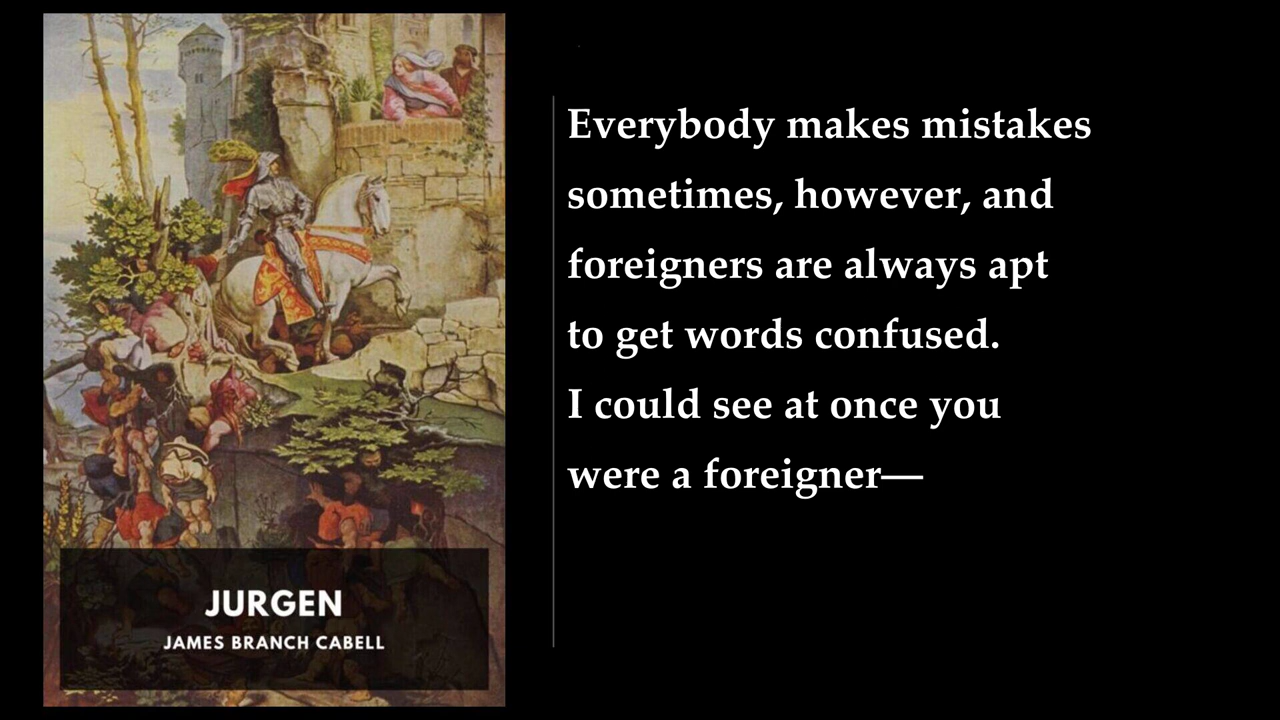 JURGEN
JAMES BRANCH CABELL
Everybody makes mistakes
sometimes, however, and
foreigners are always apt
to get words confused.
I could see at once you
were a foreigner—